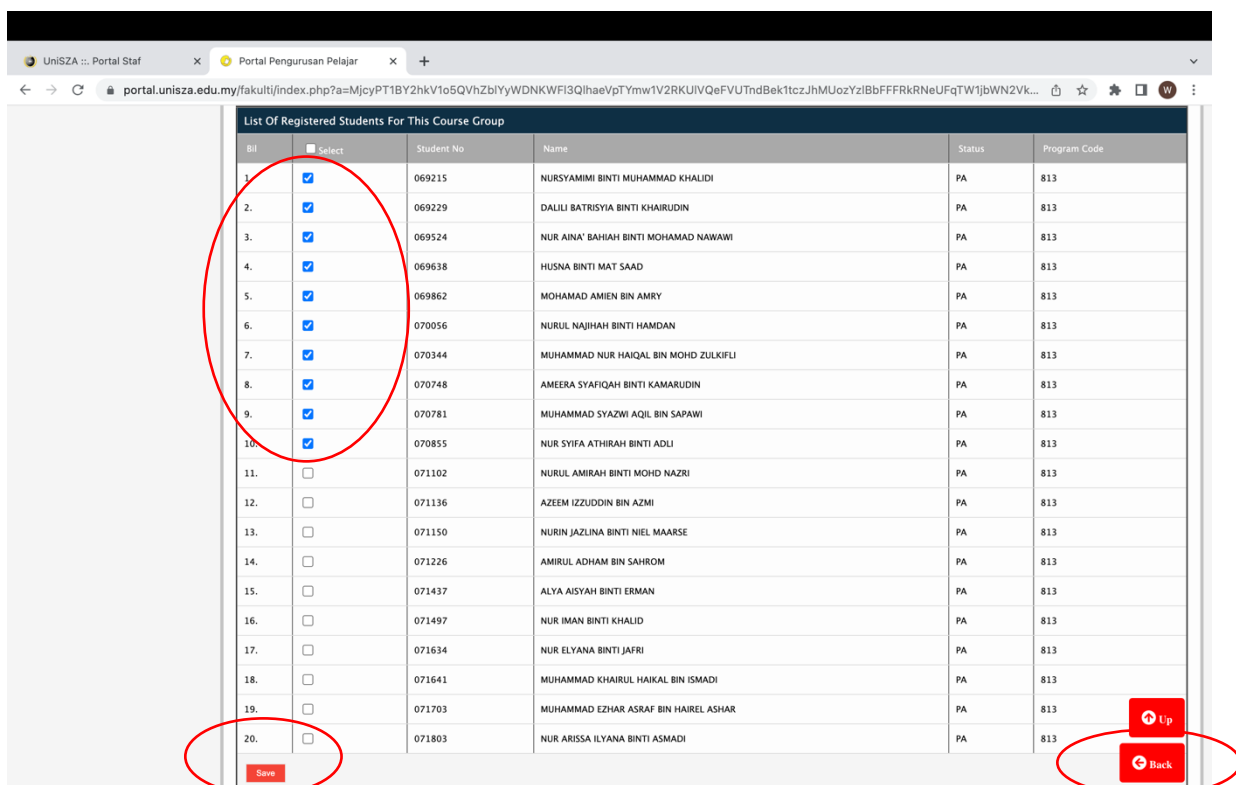 UniSZA ::. Portal Staf
Portal Pengurusan Pelajar
portal.unisza.edu.my/fakulti/index.php?a=
W
List Of Registered Students For This Course Group
Bil Select Student No Name Status Program Code
1. 069215 NURSYAMIMI BINTI MUHAMMAD KHALIDI PA 813
2. 069229 DALILI BATRISYIA BINTI KHAIRUDIN PA 813
3. 069524 NUR AINA' BAHIAH BINTI MOHAMAD NAWAWI PA 813
4. 069638 HUSNA BINTI MAT SAAD PA 813
5. 069862 MOHAMAD AMIEN BIN AMRY PA 813
6. 070056 NURUL NAJIHAH BINTI HAMDAN PA 813
7. 070344 MUHAMMAD NUR HAIQAL BIN MOHD ZULKIFLI PA 813
8. 070748 AMEERA SYAFIQAH BINTI KAMARUDIN PA 813
9. 070781 MUHAMMAD SYAZWI AQIL BIN SAPAWI PA 813
10. 070855 NUR SYIFA ATHIRAH BINTI ADLI PA 813
11. 071102 NURUL AMIRAH BINTI MOHD NAZRI PA 813
12. 071136 AZEEM IZZUDDIN BIN AZMI PA 813
13. 071150 NURIN JAZLINA BINTI NIEL MAARSE PA 813
14. 071226 AMIRUL ADHAM BIN SAHROM PA 813
15. 071437 ALYA AISYAH BINTI ERMAN PA 813
16. 071497 NUR IMAN BINTI KHALID PA 813
17. 071634 NUR ELYANA BINTI JAFRI PA 813
18. 071641 MUHAMMAD KHAIRUL HAIKAL BIN ISMADI PA 813
19. 071703 MUHAMMAD EZHAR ASRAF BIN HAIREL ASHAR PA 813
Up
20. 071803 NUR ARISSA ILYANA BINTI ASMADI PA 813
Back
Save